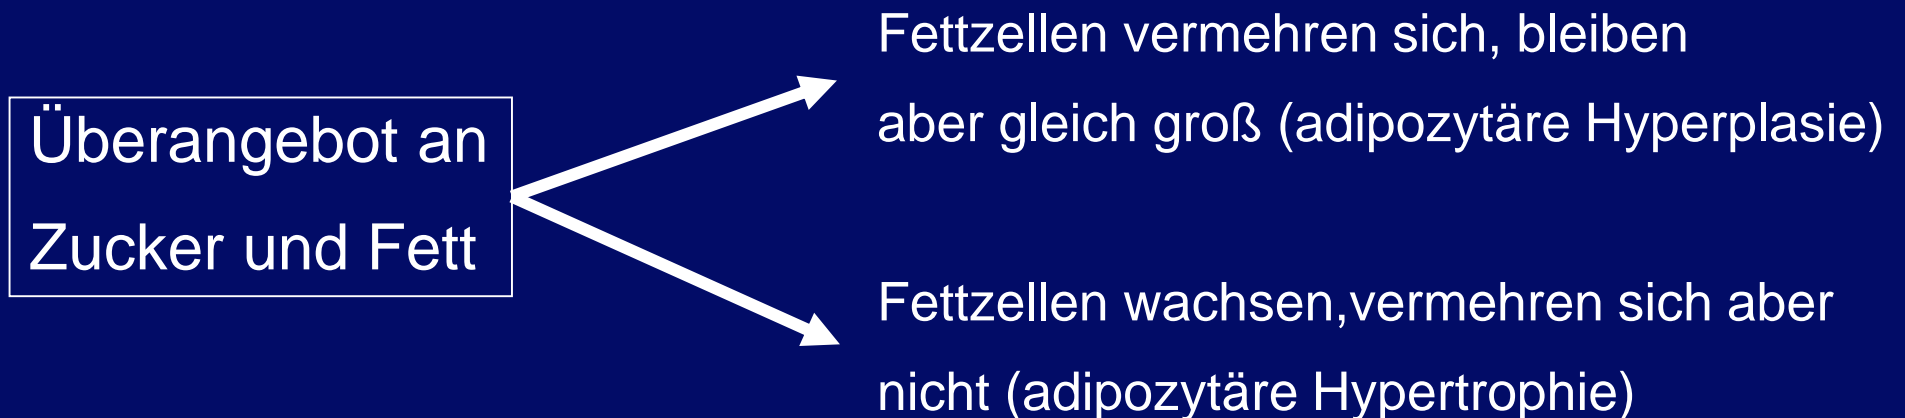 Überangebot an
Zucker und Fett
Fettzellen vermehren sich, bleiben
aber gleich groß (adipozytäre Hyperplasie)
Fettzellen wachsen,vermehren sich aber
nicht (adipozytäre Hypertrophie)